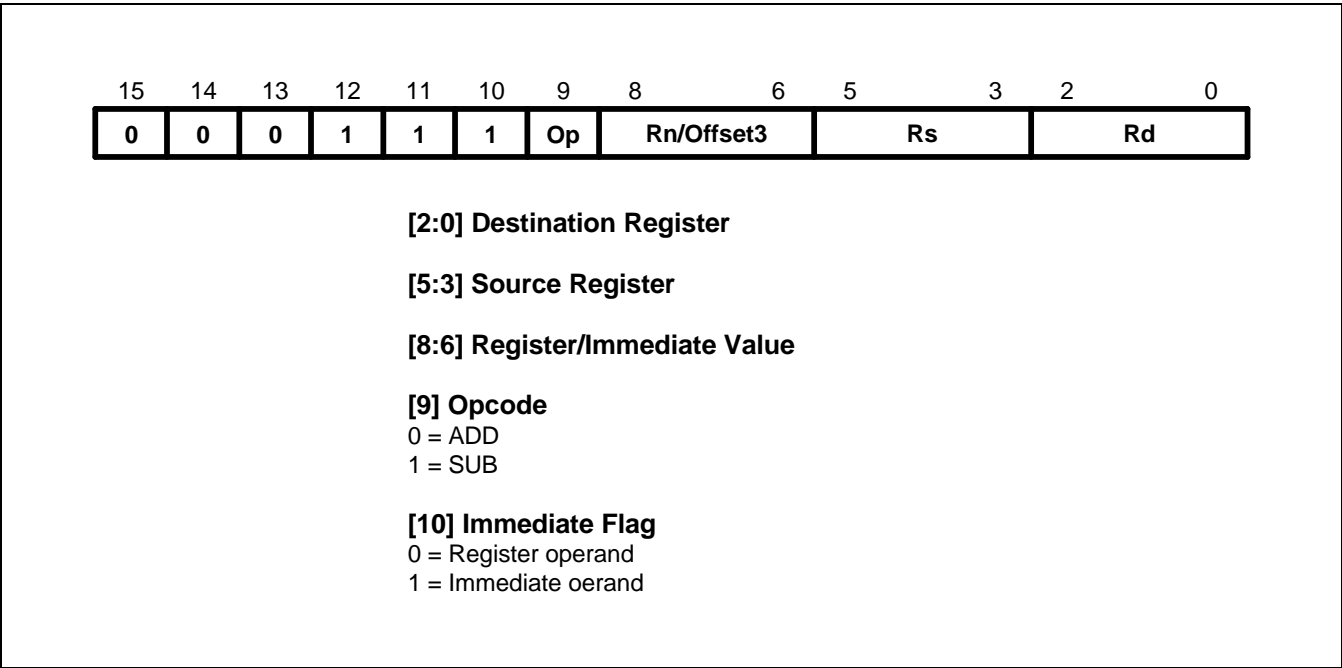 15 14 13 12 11 10 9 8 6 5 3 2 0
0 0 0 1 1 1 Op Rn/Offset3 Rs Rd
[2:0] Destination Register
[5:3] Source Register
[8:6] Register/Immediate Value
[9] Opcode
0 = ADD
1 = SUB
[10] Immediate Flag
0 = Register operand
1 = Immediate oerand